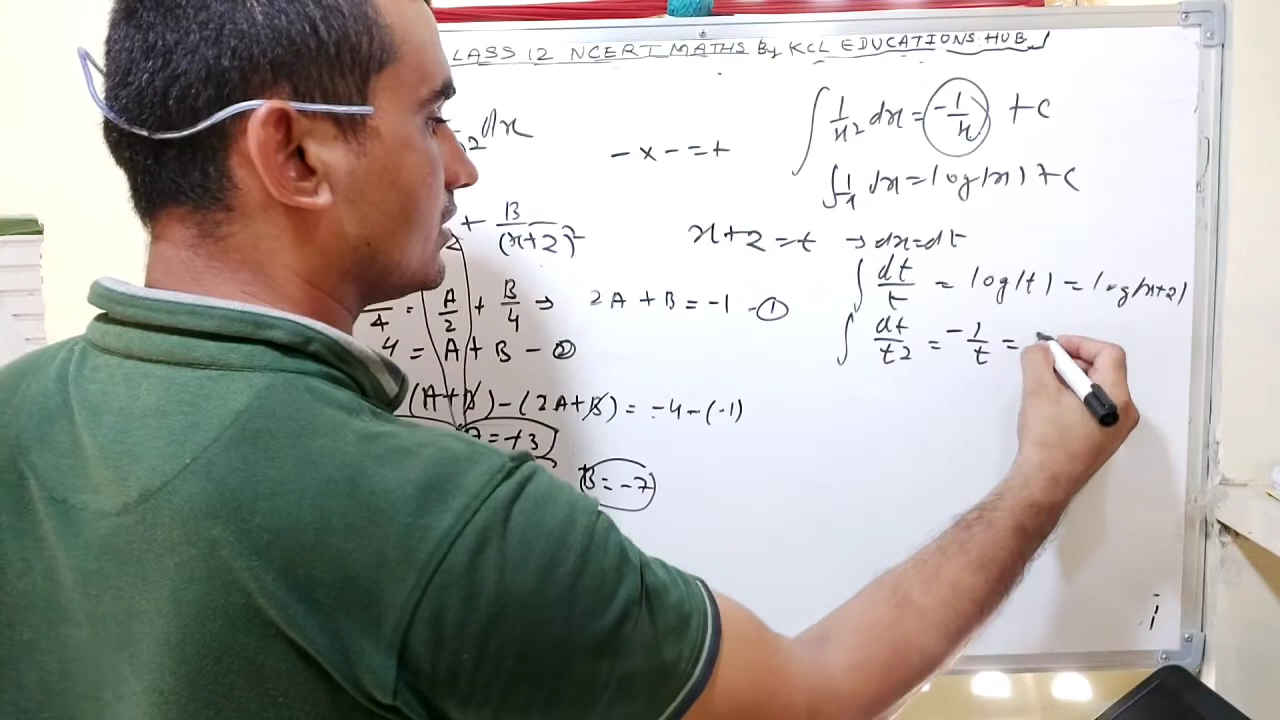 LASS 12 NCERT MATHS By KCL EDUCATIONS HUB
∫ 1/x2 dx = -1/x + C
dx
- x - = +
∫ 1/x dx = log|x| + C
+ B/(x+2)²
x+2 = t → dx = dt
∫ dt/t = log|t| = log|x+2|
4 = A/2 + B/4 ⇒ 2A + B = -1 - ①
∫ dt/t2 = -1/t =
4 = A + B - ②
(A+B) - (2A+B) = -4 - (-1)
= +3
B = -7